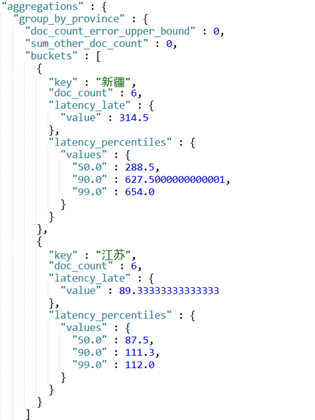 "aggregations" : {
"group_by_province" : {
"doc_count_error_upper_bound" : 0,
"sum_other_doc_count" : 0,
"buckets" : [
{
"key" : "新疆",
"doc_count" : 6,
"latency_late" : {
"value" : 314.5
},
"latency_percentiles" : {
"values" : {
"50.0" : 288.5,
"90.0" : 627.5000000000001,
"99.0" : 654.0
}
}
},
{
"key" : "江苏",
"doc_count" : 6,
"latency_late" : {
"value" : 89.33333333333333
},
"latency_percentiles" : {
"values" : {
"50.0" : 87.5,
"90.0" : 111.3,
"99.0" : 112.0
}
}
}
]